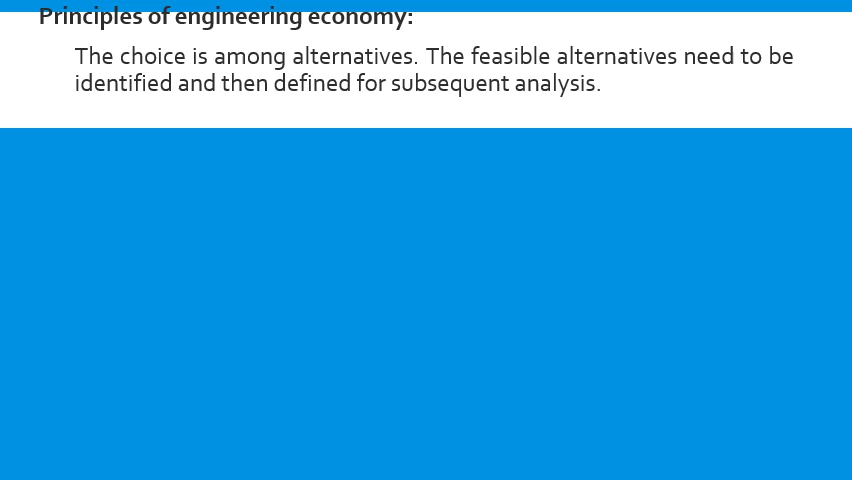 Principles of engineering economy:
The choice is among alternatives. The feasible alternatives need to be
identified and then defined for subsequent analysis.